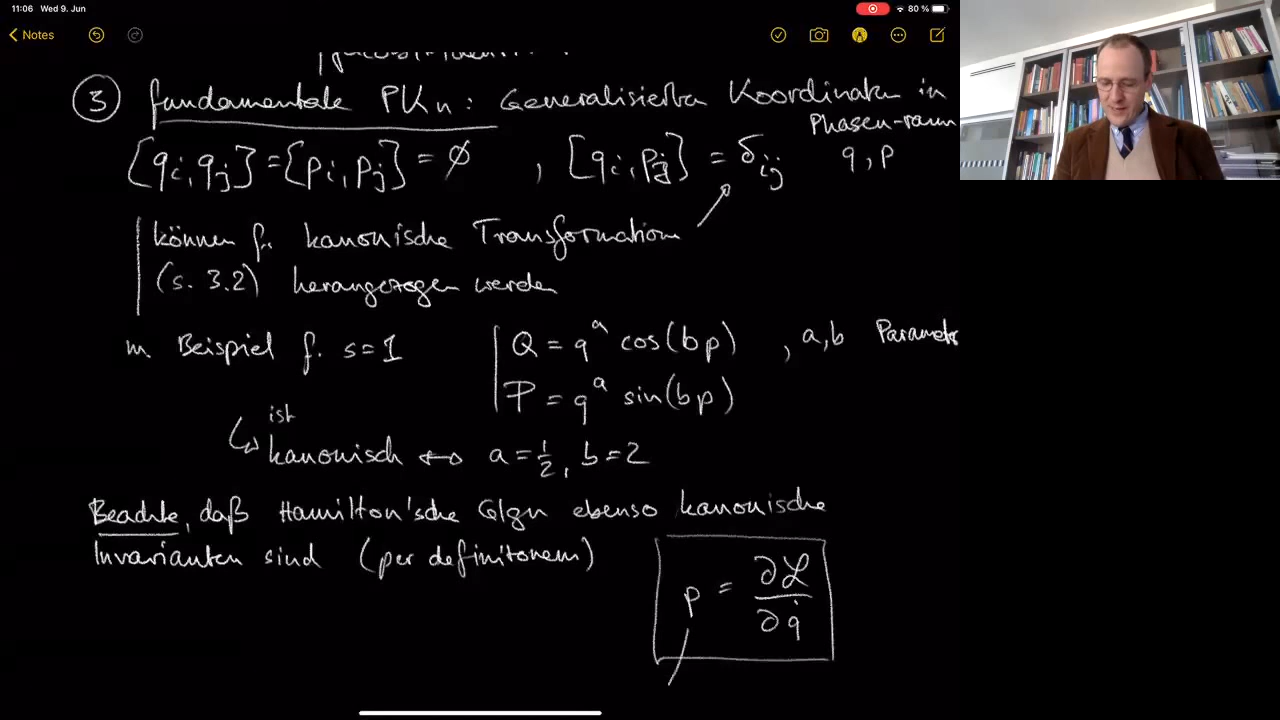 11:06 Wed 9. Jun
80 %
Notes
③ fundamentale PKn: Generalisierten Koordinaten in
Phasen-raum
[qi, qj] = [pi, pj] = ∅ , [qi, pj] = δij
q, p
können f. kanonische Transformation
(s. 3.2) herangezogen werden
m. Beispiel f. s=1
Q = q^a cos(bp) , a,b Parameter
P = q^a sin(bp)
ist
↳ kanonisch ↔ a = 1/2, b = 2
Beachte, daß Hamilton'sche Glgn ebenso kanonische
Invarianten sind (per definitonem)
p = ∂ℒ/∂q̇